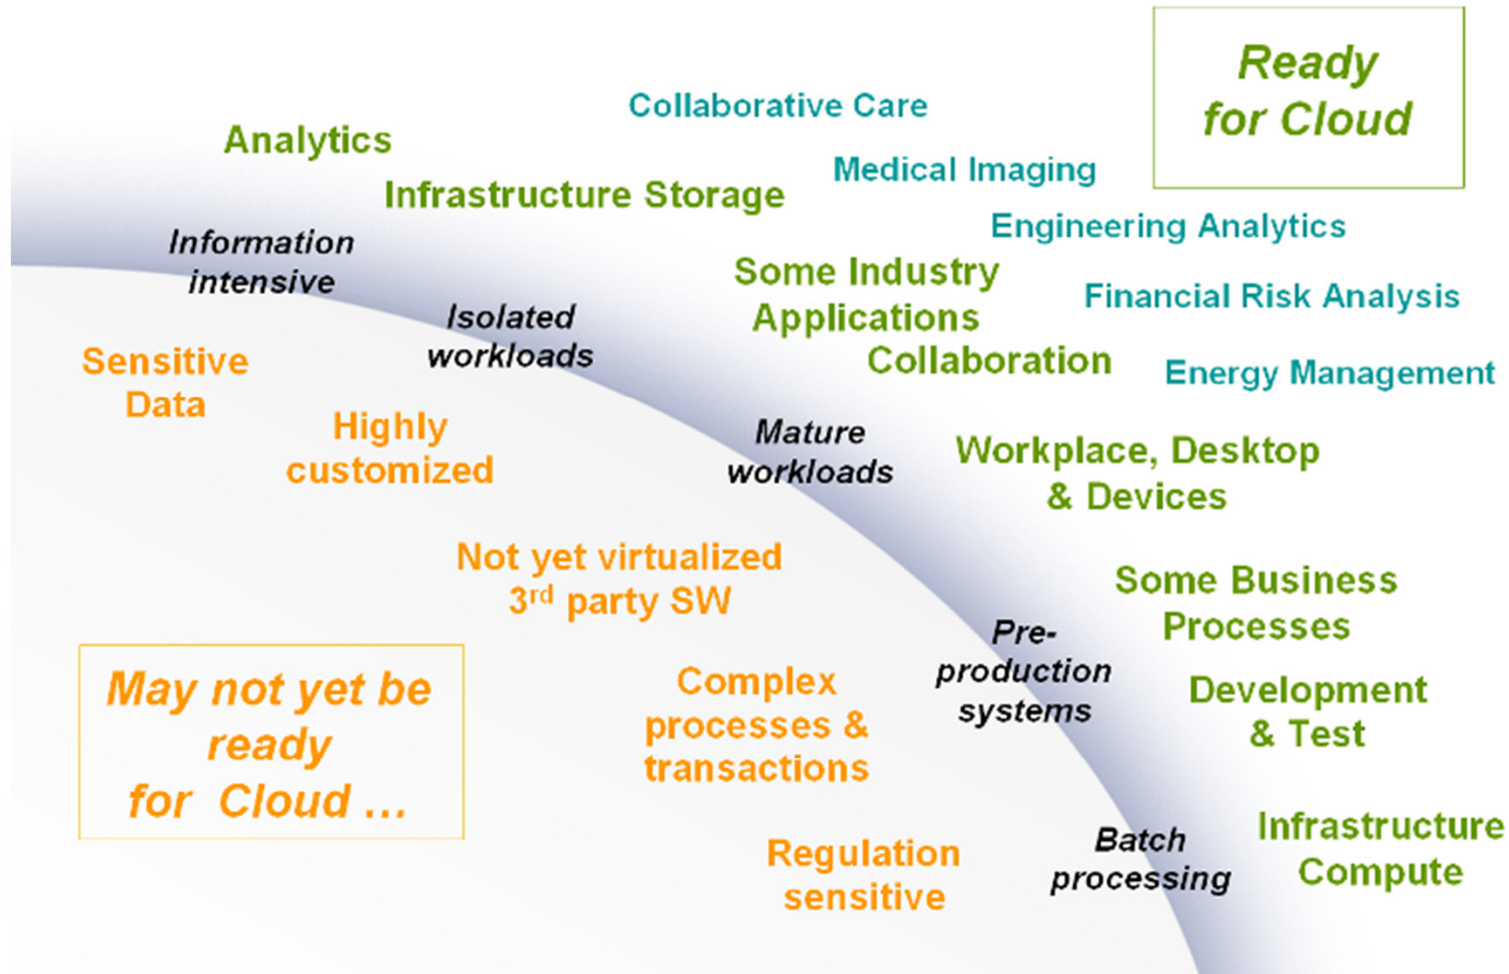 Ready
for Cloud
Collaborative Care
Analytics
Medical Imaging
Infrastructure Storage
Engineering Analytics
Information
intensive
Some Industry
Applications
Financial Risk Analysis
Isolated
workloads
Collaboration
Energy Management
Sensitive
Data
Highly
customized
Mature
workloads
Workplace, Desktop
& Devices
Not yet virtualized
3rd party SW
Some Business
Processes
Pre-
production
systems
May not yet be
ready
for Cloud ...
Complex
processes &
transactions
Development
& Test
Regulation
sensitive
Batch
processing
Infrastructure
Compute